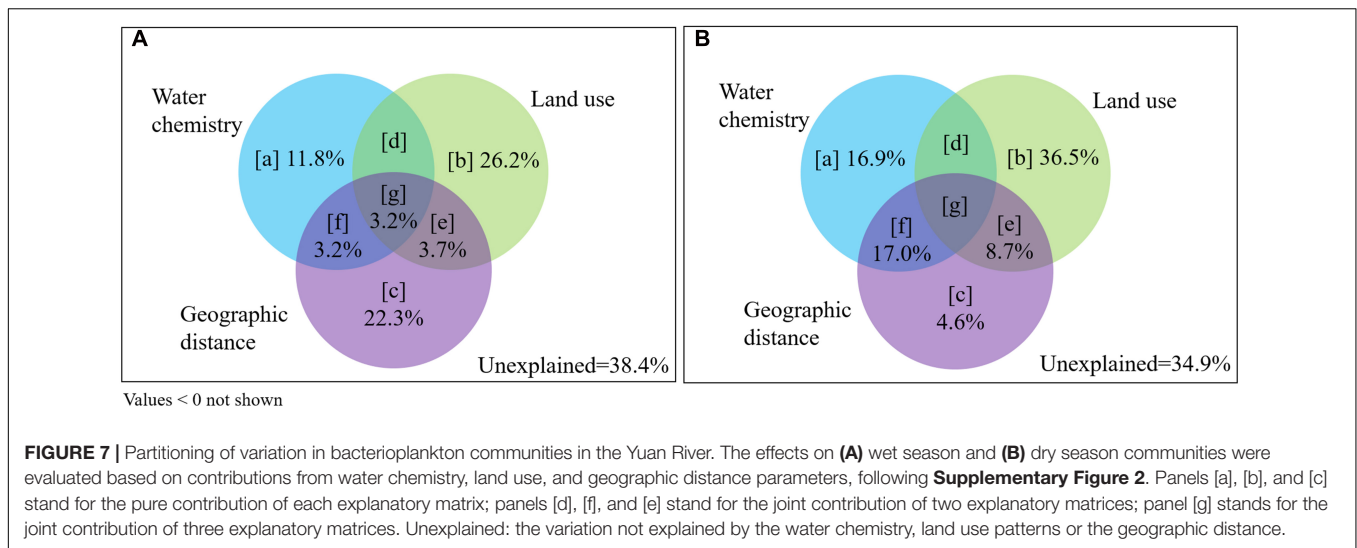 A
Water
chemistry
Land use
[d]
[a] 11.8%
[b] 26.2%
[g]
3.2%
[f]
3.2%
[e]
3.7%
[c]
22.3%
Geographic
distance
Unexplained=38.4%
Values < 0 not shown
B
Water
chemistry
Land use
[d]
[a] 16.9%
[b] 36.5%
[g]
[f]
17.0%
[e]
8.7%
[c]
4.6%
Geographic
distance
Unexplained=34.9%
FIGURE 7 | Partitioning of variation in bacterioplankton communities in the Yuan River. The effects on (A) wet season and (B) dry season communities were
evaluated based on contributions from water chemistry, land use, and geographic distance parameters, following Supplementary Figure 2. Panels [a], [b], and [c]
stand for the pure contribution of each explanatory matrix; panels [d], [f], and [e] stand for the joint contribution of two explanatory matrices; panel [g] stands for the
joint contribution of three explanatory matrices. Unexplained: the variation not explained by the water chemistry, land use patterns or the geographic distance.